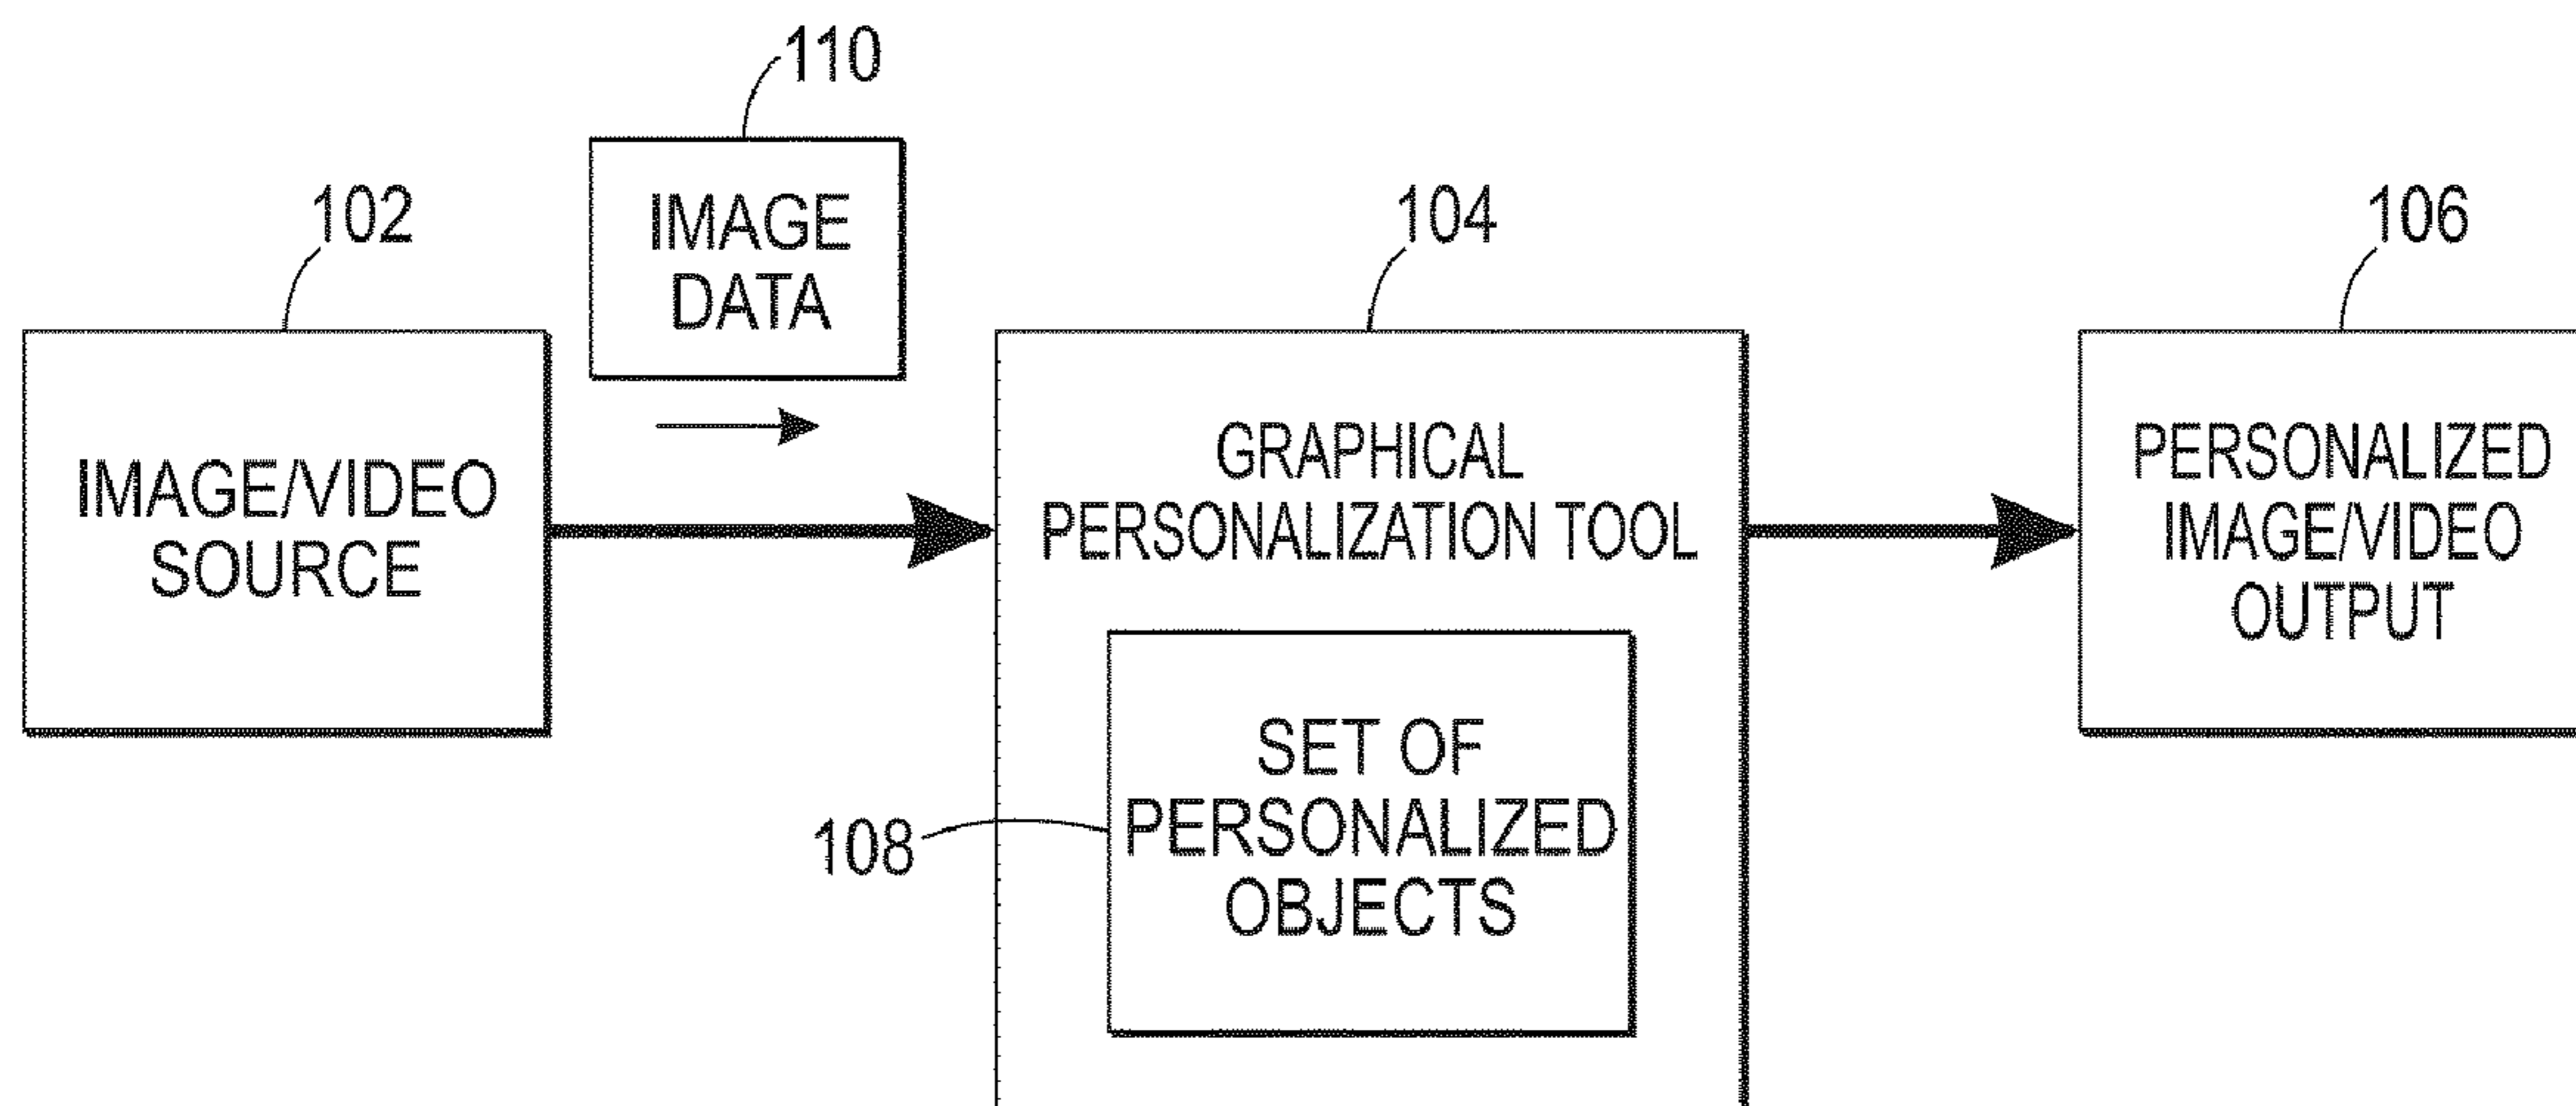 110
IMAGE
DATA
102
IMAGE/VIDEO
SOURCE
104
GRAPHICAL
PERSONALIZATION TOOL
108
SET OF
PERSONALIZED
OBJECTS
106
PERSONALIZED
IMAGE/VIDEO
OUTPUT